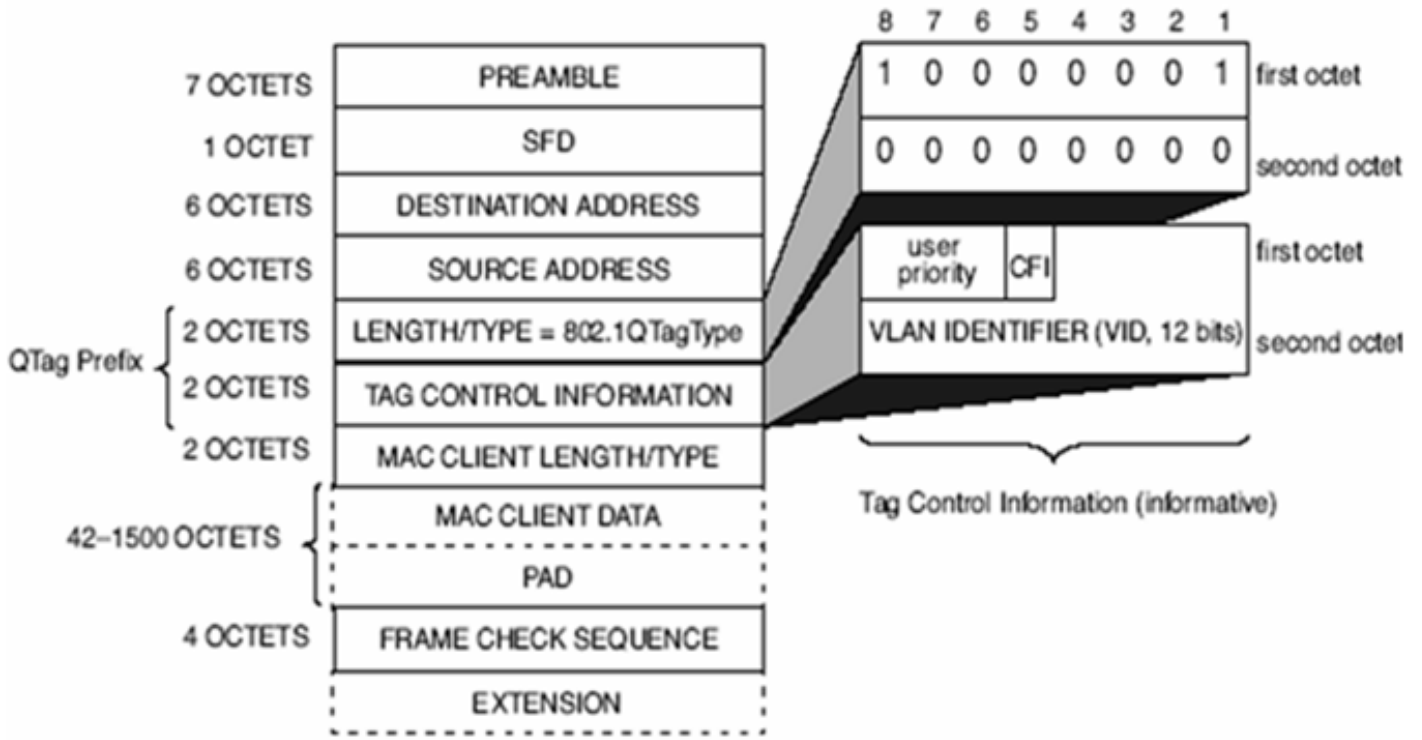 8 7 6 5 4 3 2 1
7 OCTETS PREAMBLE
1 0 0 0 0 0 0 1 first octet
1 OCTET SFD
0 0 0 0 0 0 0 0 second octet
6 OCTETS DESTINATION ADDRESS
6 OCTETS SOURCE ADDRESS
user
priority
CFI
first octet
QTag Prefix
2 OCTETS LENGTH/TYPE = 802.1QTagType
VLAN IDENTIFIER (VID, 12 bits) second octet
2 OCTETS TAG CONTROL INFORMATION
2 OCTETS MAC CLIENT LENGTH/TYPE
Tag Control Information (informative)
42–1500 OCTETS
MAC CLIENT DATA
PAD
4 OCTETS FRAME CHECK SEQUENCE
EXTENSION